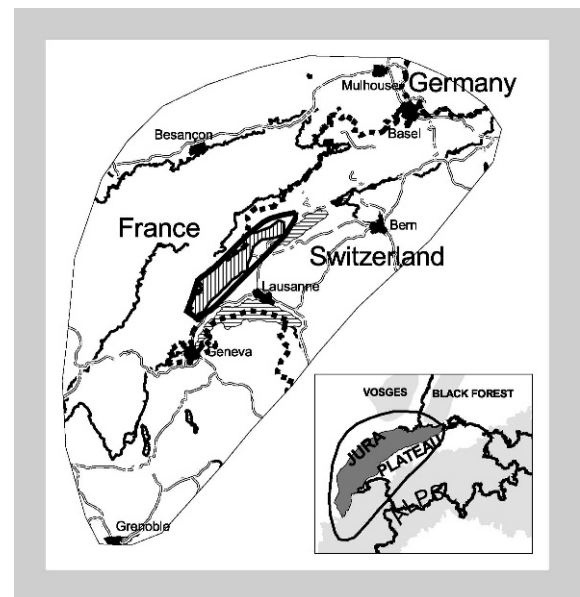 Germany
Mulhouse
Basel
Besançon
France
Bern
Switzerland
Lausanne
Geneva
Grenoble
VOSGES
BLACK FOREST
JURA
PLATEAU
ALPS